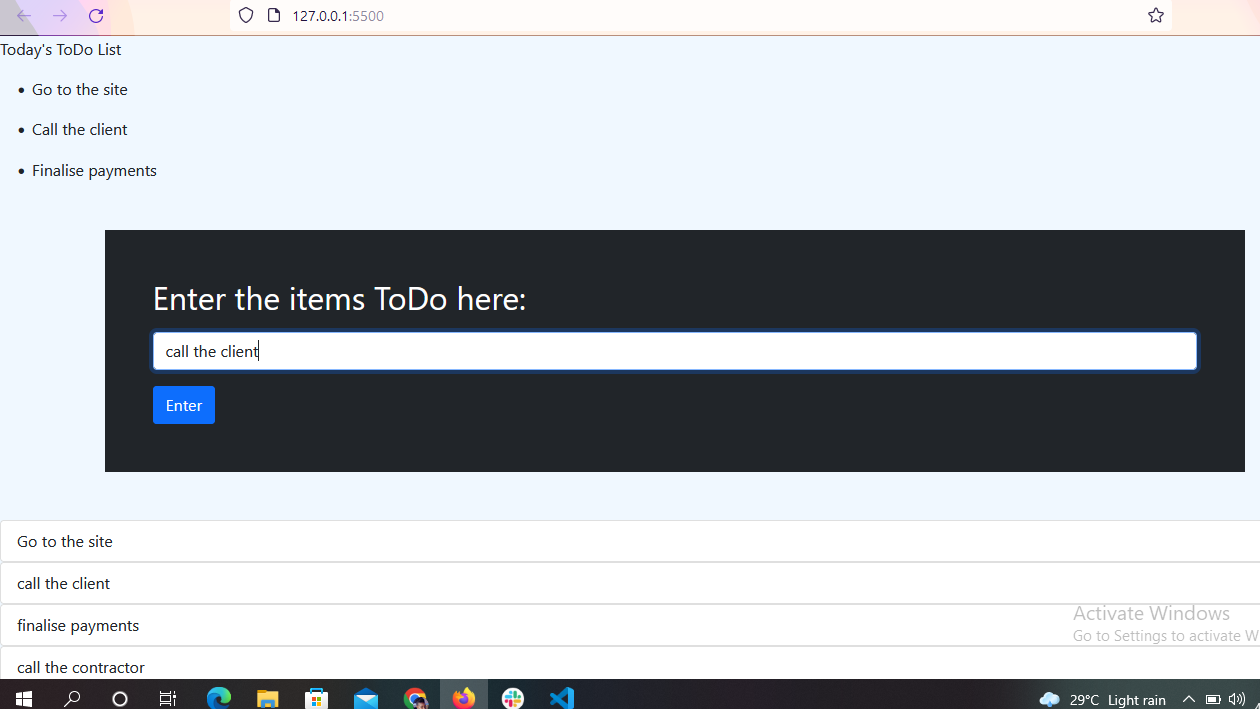 127.0.0.1:5500
Today's ToDo List
Go to the site
Call the client
Finalise payments
Enter the items ToDo here:
call the client
Enter
Go to the site
call the client
finalise payments
call the contractor
Activate Windows
Go to Settings to activate W
29°C Light rain